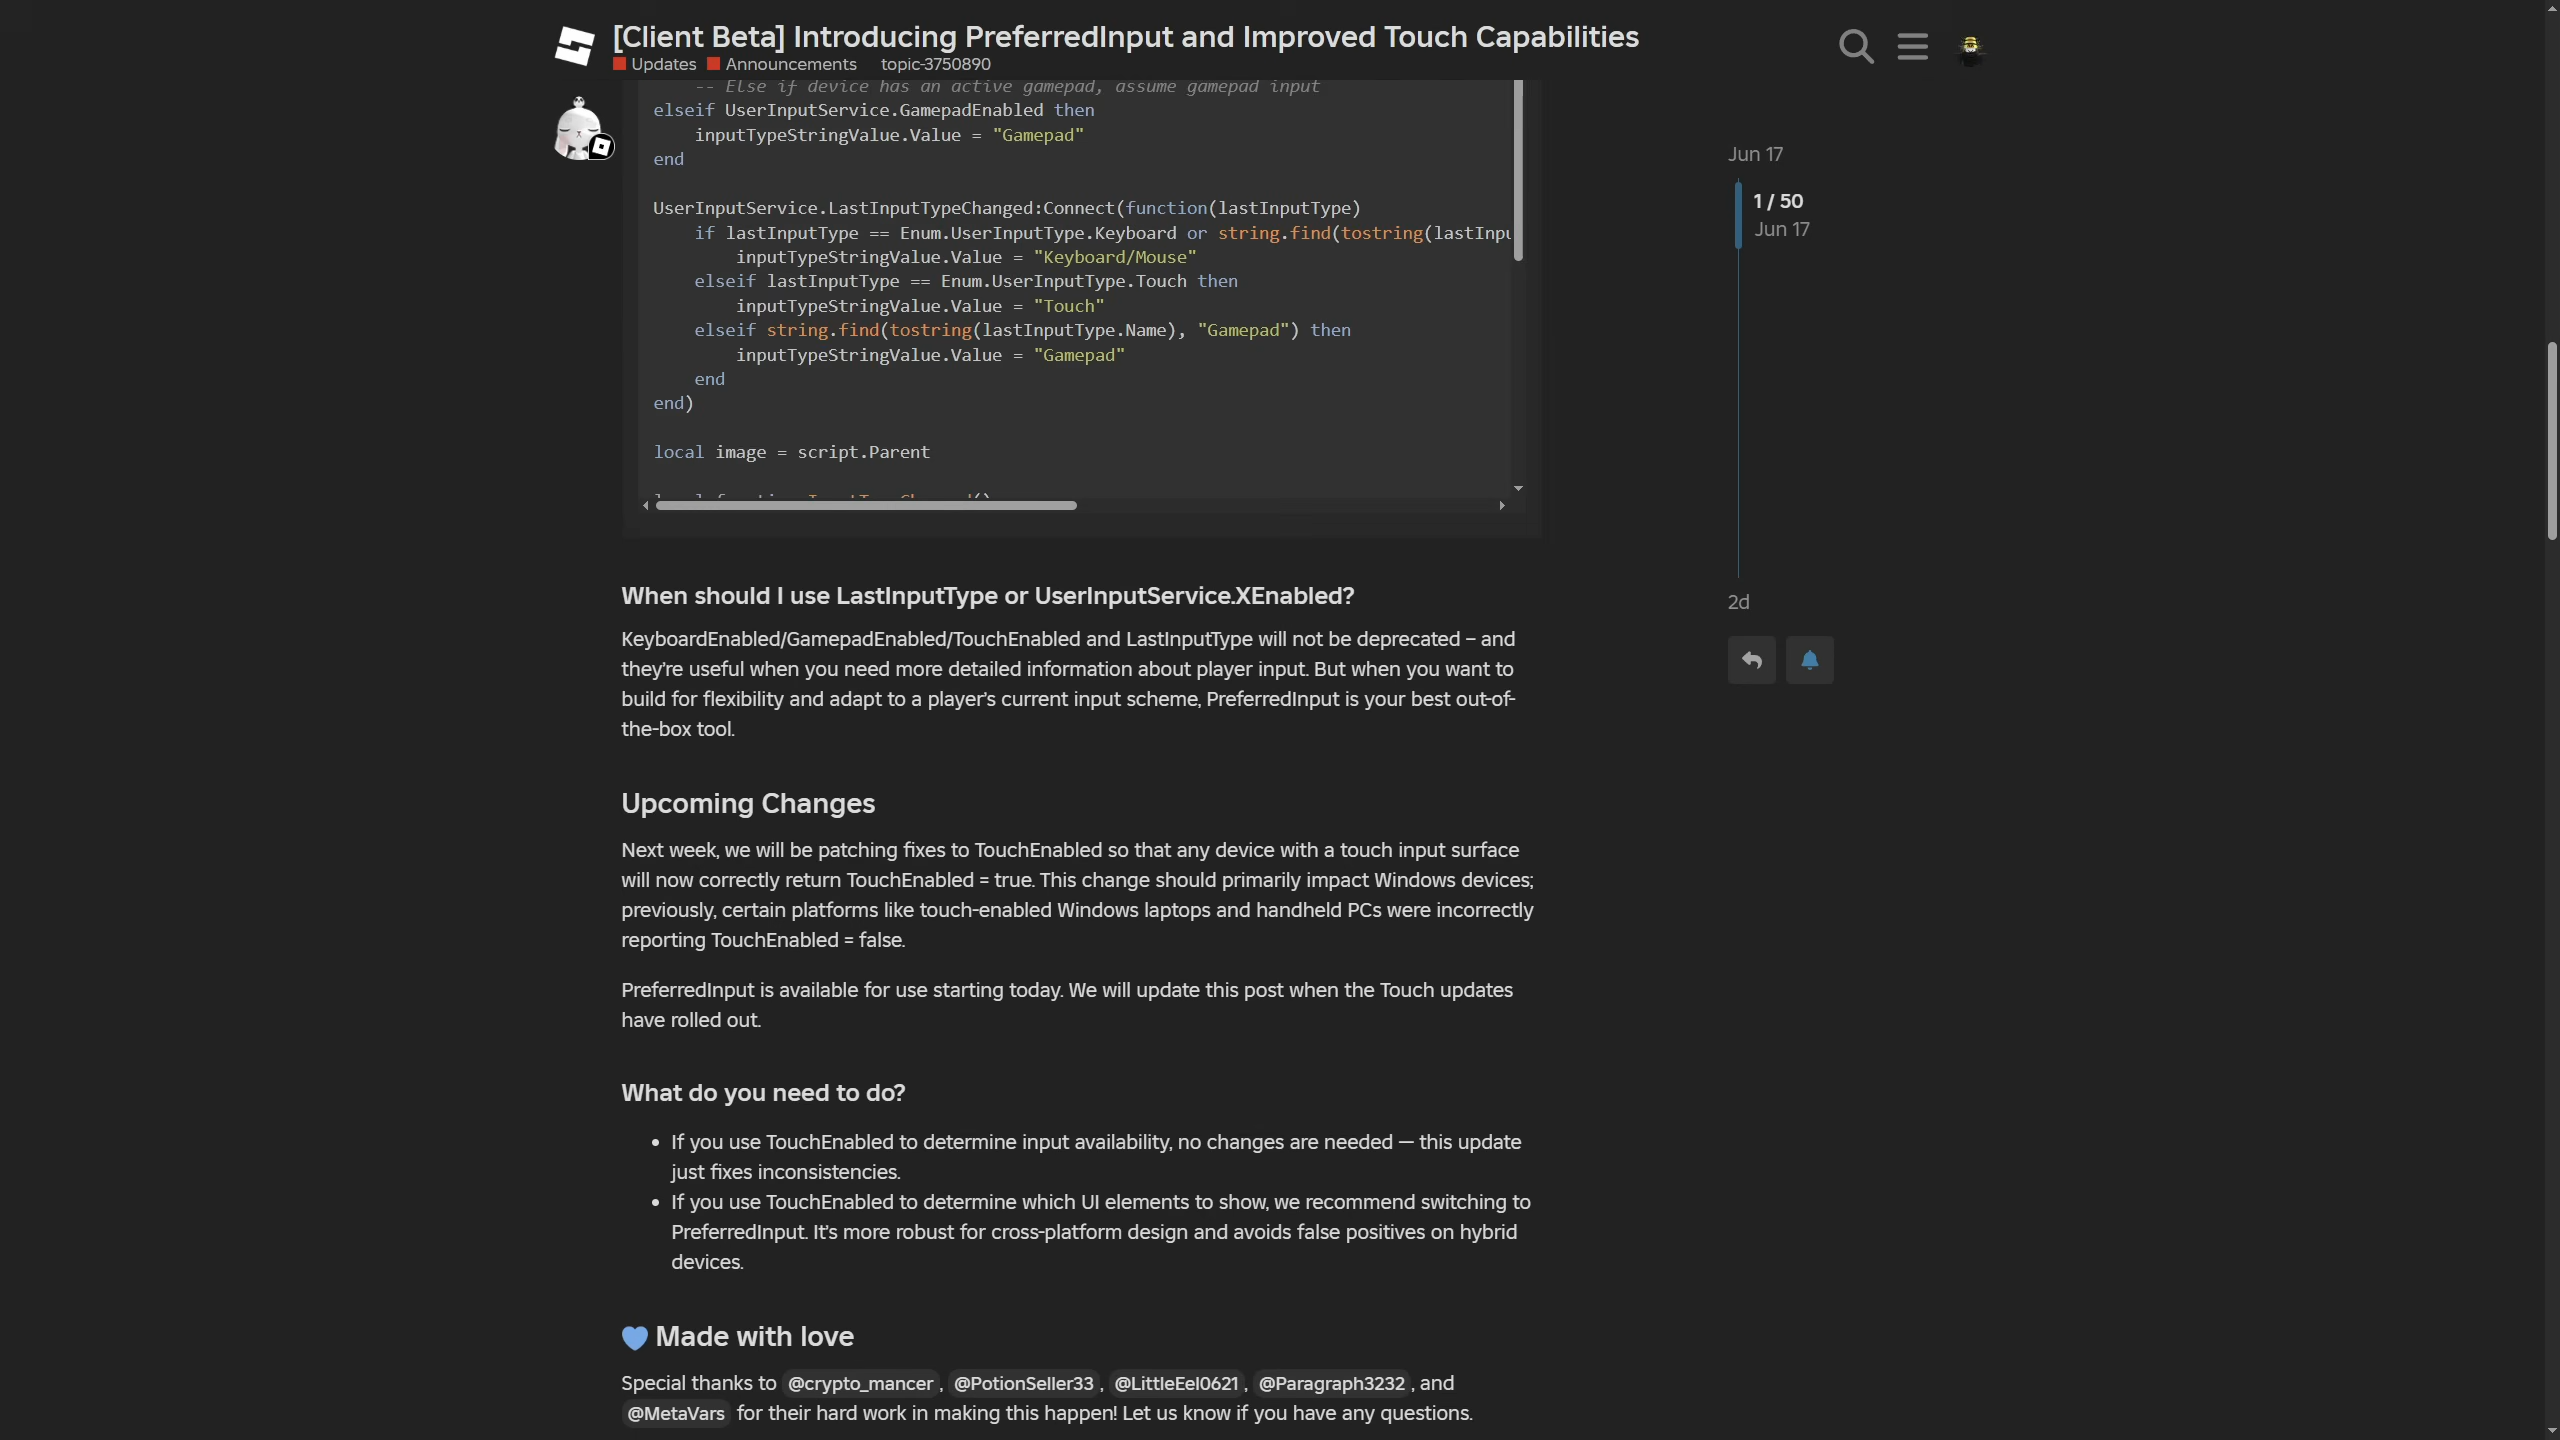 [Client Beta] Introducing PreferredInput and Improved Touch Capabilities
Updates Announcements topic-3750890
-- Else if device has an active gamepad, assume gamepad input
elseif UserInputService.GamepadEnabled then
inputTypeStringValue.Value = "Gamepad"
end
UserInputService.LastInputTypeChanged:Connect(function(lastInputType)
if lastInputType == Enum.UserInputType.Keyboard or string.find(tostring(lastInpu
inputTypeStringValue.Value = "Keyboard/Mouse"
elseif lastInputType == Enum.UserInputType.Touch then
inputTypeStringValue.Value = "Touch"
elseif string.find(tostring(lastInputType.Name), "Gamepad") then
inputTypeStringValue.Value = "Gamepad"
end
end)
local image = script.Parent
Jun 17
1 / 50
Jun 17
2d
When should I use LastInputType or UserInputService.XEnabled?
KeyboardEnabled/GamepadEnabled/TouchEnabled and LastInputType will not be deprecated – and
they’re useful when you need more detailed information about player input. But when you want to
build for flexibility and adapt to a player’s current input scheme, PreferredInput is your best out-of-
the-box tool.
Upcoming Changes
Next week, we will be patching fixes to TouchEnabled so that any device with a touch input surface
will now correctly return TouchEnabled = true. This change should primarily impact Windows devices;
previously, certain platforms like touch-enabled Windows laptops and handheld PCs were incorrectly
reporting TouchEnabled = false.
PreferredInput is available for use starting today. We will update this post when the Touch updates
have rolled out.
What do you need to do?
• If you use TouchEnabled to determine input availability, no changes are needed — this update
just fixes inconsistencies.
• If you use TouchEnabled to determine which UI elements to show, we recommend switching to
PreferredInput. It’s more robust for cross-platform design and avoids false positives on hybrid
devices.
Made with love
Special thanks to @crypto_mancer, @PotionSeller33, @LittleEel0621, @Paragraph3232, and
@MetaVars for their hard work in making this happen! Let us know if you have any questions.